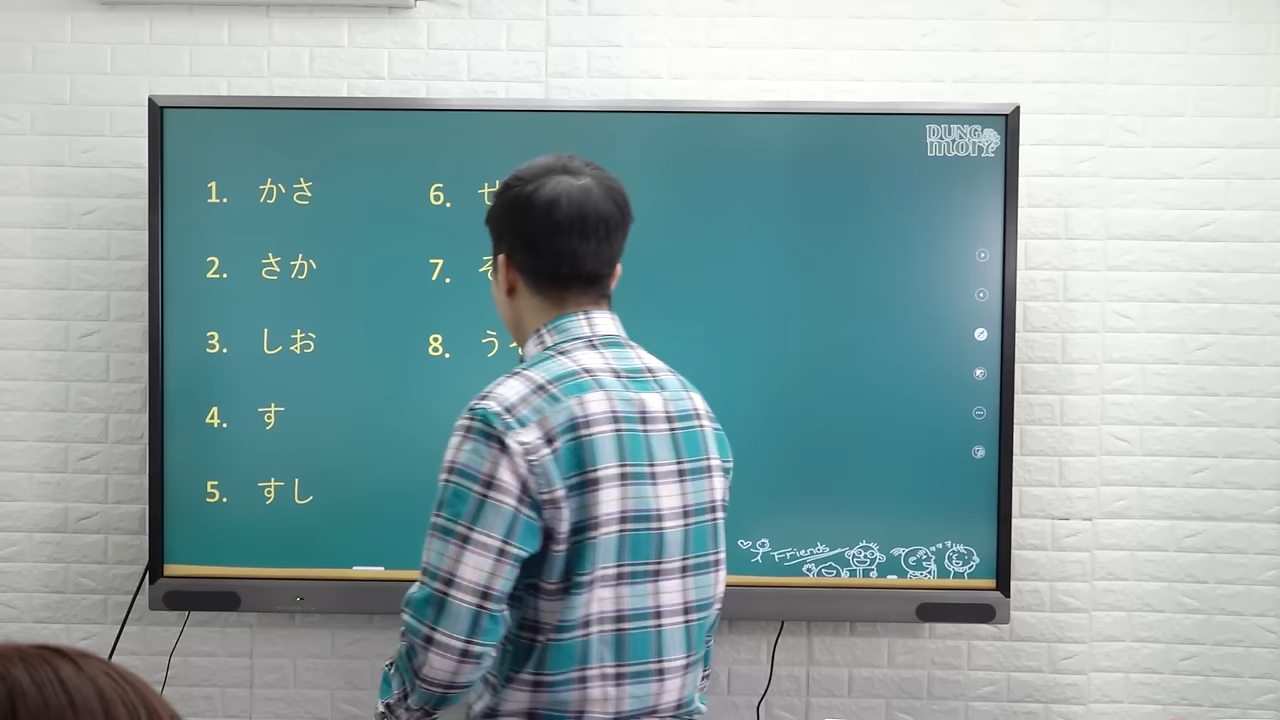 1. かさ
2. さか
3. しお
4. す
5. すし
6.
7.
8.
DUNG
mori
Friends